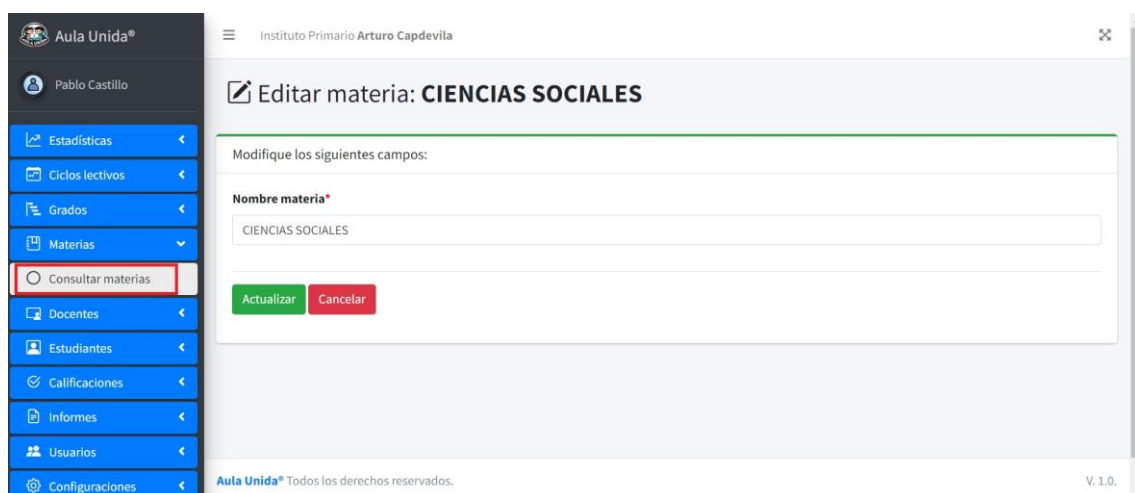 Aula Unida®
Pablo Castillo
Estadísticas
Ciclos lectivos
Grados
Materias
Consultar materias
Docentes
Estudiantes
Calificaciones
Informes
Usuarios
Configuraciones
Instituto Primario Arturo Capdevila
Editar materia: CIENCIAS SOCIALES
Modifique los siguientes campos:
Nombre materia*
CIENCIAS SOCIALES
Actualizar Cancelar
Aula Unida® Todos los derechos reservados. V. 1.0.